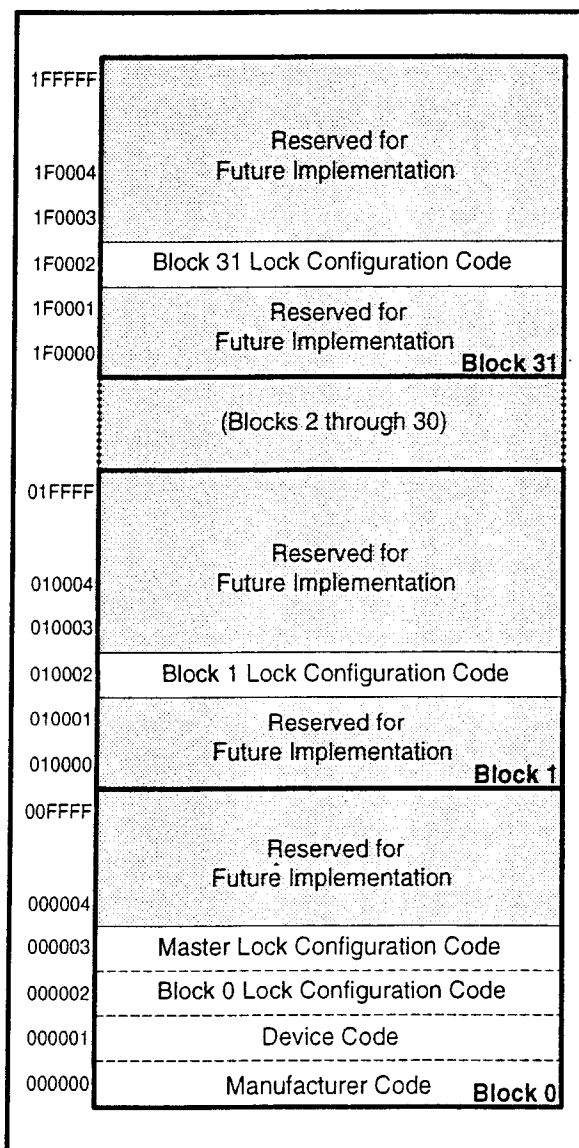 1FFFFF
Reserved for
Future Implementation
1F0004
1F0003
1F0002 Block 31 Lock Configuration Code
1F0001
Reserved for
Future Implementation
1F0000
Block 31
(Blocks 2 through 30)
01FFFF
Reserved for
Future Implementation
010004
010003
010002 Block 1 Lock Configuration Code
010001
Reserved for
Future Implementation
010000
Block 1
00FFFF
Reserved for
Future Implementation
000004
000003 Master Lock Configuration Code
000002 Block 0 Lock Configuration Code
000001 Device Code
000000 Manufacturer Code Block 0